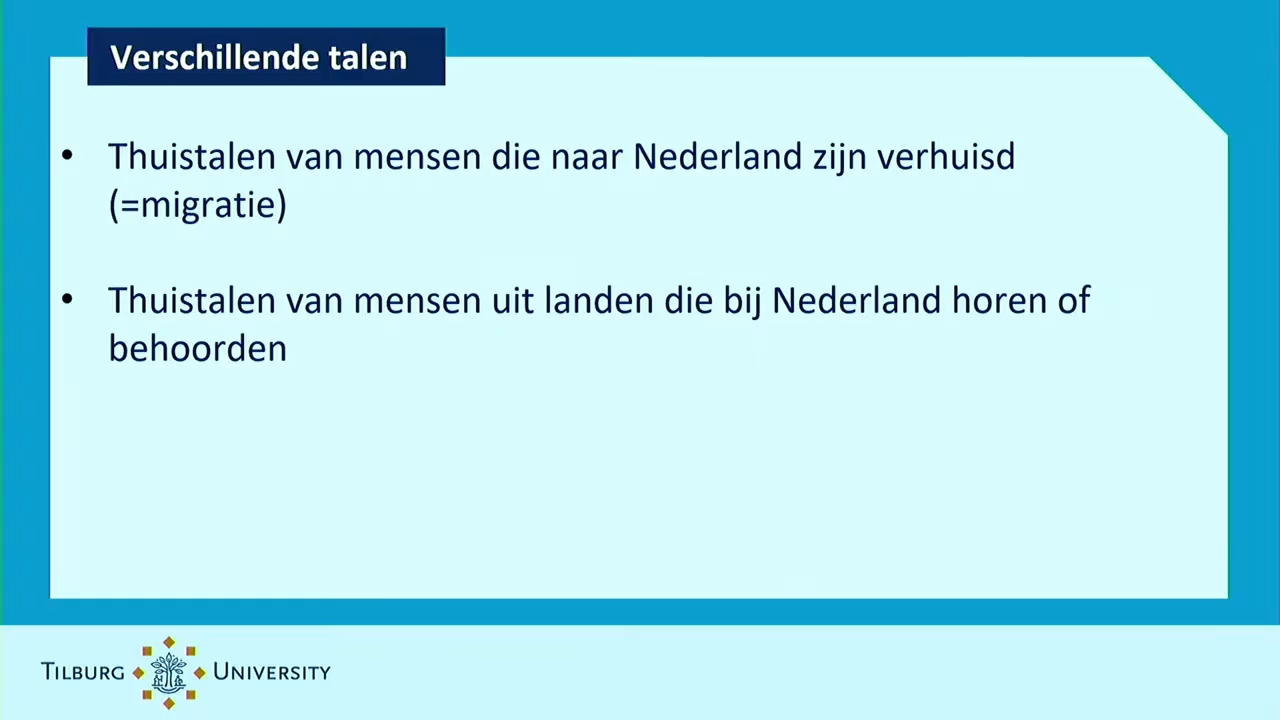 Verschillende talen
• Thuistalen van mensen die naar Nederland zijn verhuisd
(=migratie)
• Thuistalen van mensen uit landen die bij Nederland horen of
behoorden
TILBURG UNIVERSITY